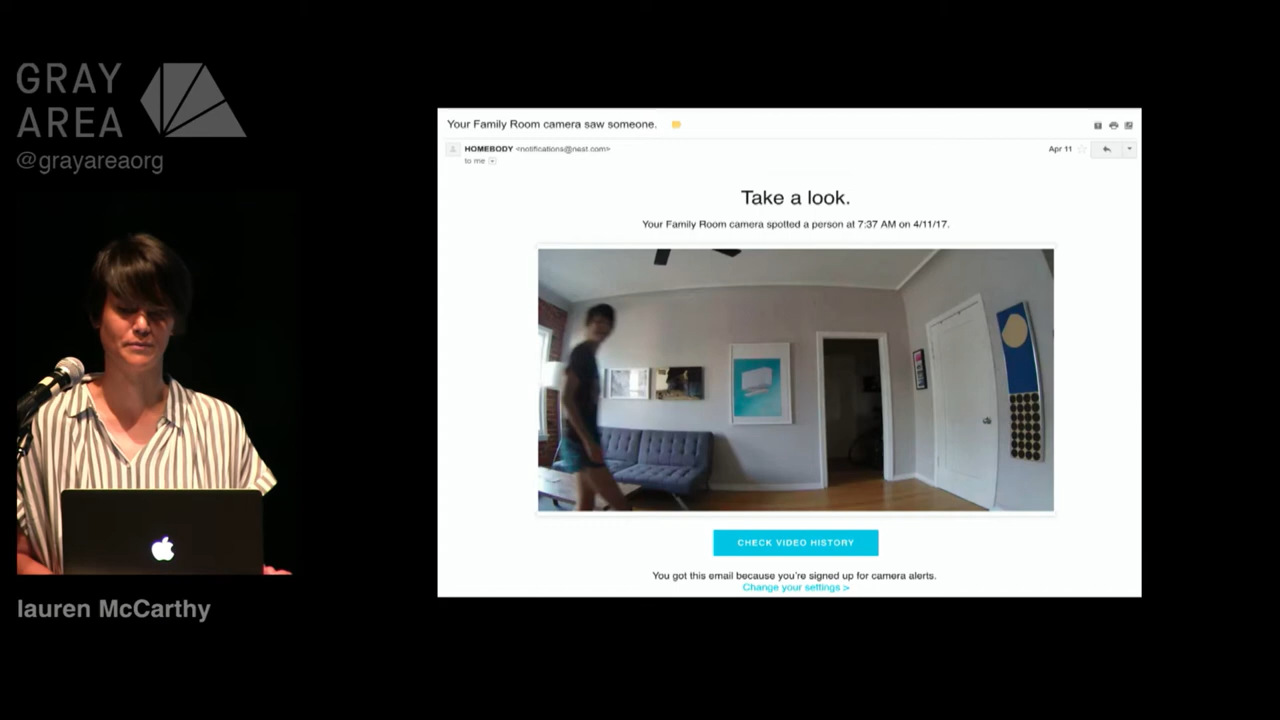 GRAY
AREA
@grayareaorg
Your Family Room camera saw someone.
HOMEBODY <notifications@nest.com>
Apr 11
to me
Take a look.
Your Family Room camera spotted a person at 7:37 AM on 4/11/17.
CHECK VIDEO HISTORY
You got this email because you're signed up for camera alerts.
Change your settings >
lauren McCarthy